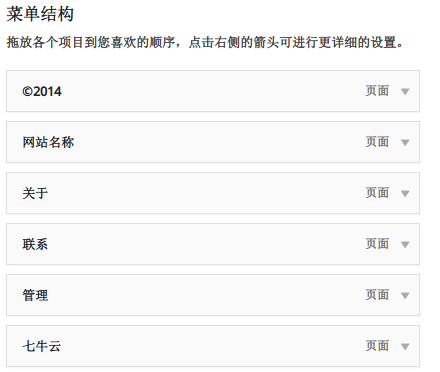 菜单结构
拖放各个项目到您喜欢的顺序，点击右侧的箭头可进行更详细的设置。
©2014 页面
网站名称 页面
关于 页面
联系 页面
管理 页面
七牛云 页面